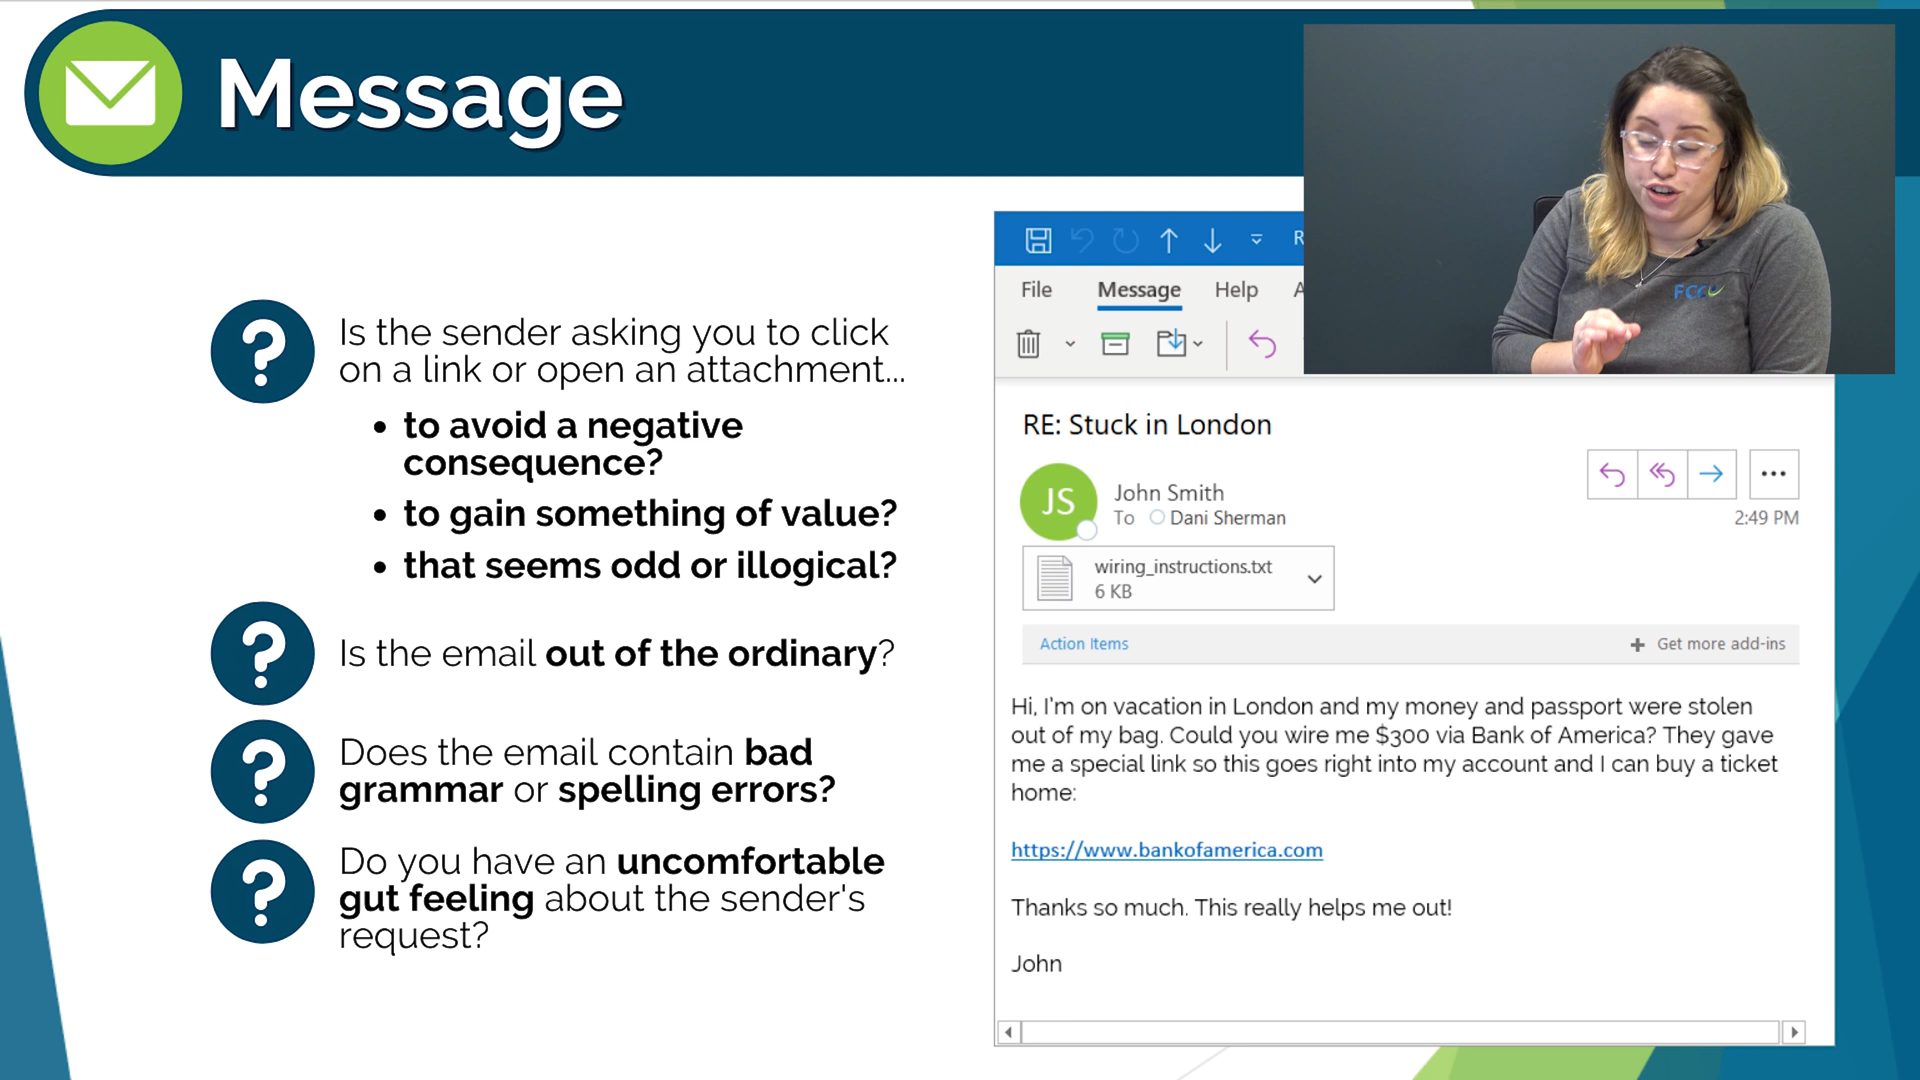 Message
Is the sender asking you to click
on a link or open an attachment...
• to avoid a negative
consequence?
• to gain something of value?
• that seems odd or illogical?
Is the email out of the ordinary?
Does the email contain bad
grammar or spelling errors?
Do you have an uncomfortable
gut feeling about the sender's
request?
R
File Message Help A
RE: Stuck in London
JS
John Smith
To Dani Sherman
2:49 PM
wiring_instructions.txt
6 KB
Action Items
+ Get more add-ins
Hi, I'm on vacation in London and my money and passport were stolen
out of my bag. Could you wire me $300 via Bank of America? They gave
me a special link so this goes right into my account and I can buy a ticket
home:
https://www.bankofamerica.com
Thanks so much. This really helps me out!
John